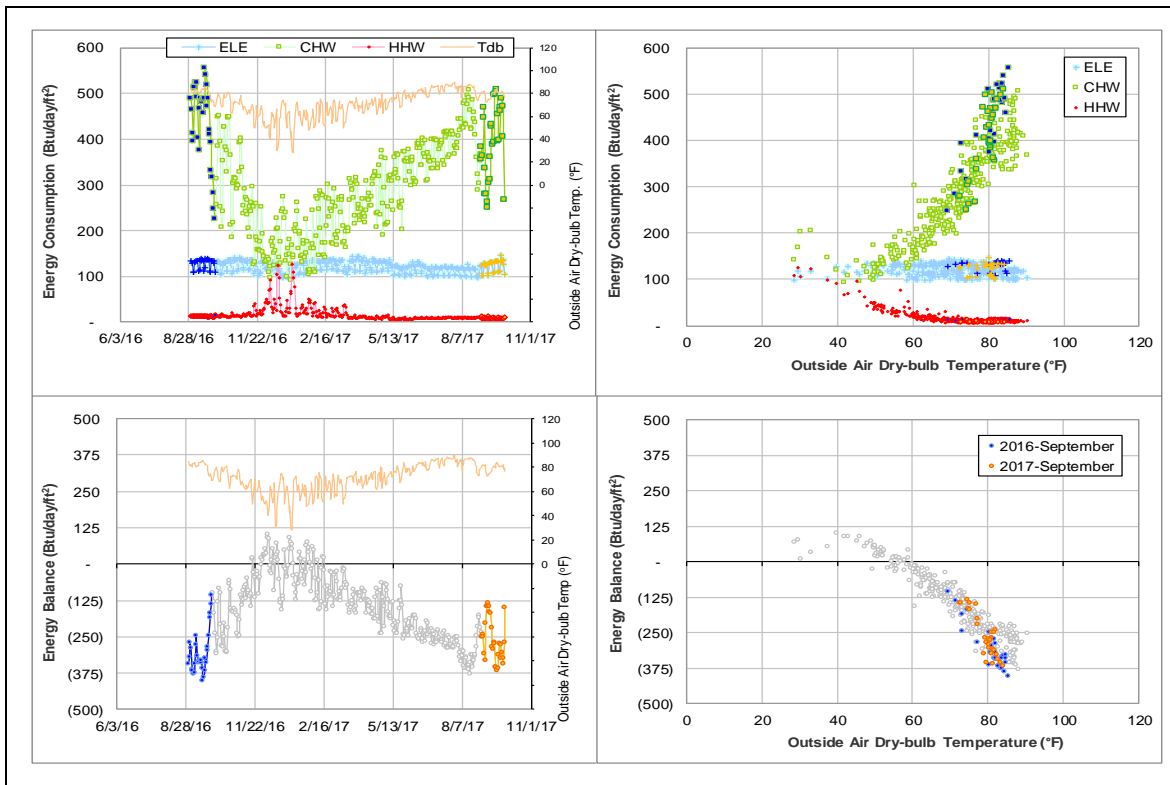 ELE CHW HHW Tdb
Energy Consumption (Btu/day/ft²)
600
500
400
300
200
100
-
120
100
80
60
40
20
0
Outside Air Dry-bulb Temp. (°F)
6/3/16 8/28/16 11/22/16 2/16/17 5/13/17 8/7/17 11/1/17
Energy Consumption (Btu/day/ft²)
600
500
400
300
200
100
-
ELE
CHW
HHW
0 20 40 60 80 100 120
Outside Air Dry-bulb Temperature (°F)
Energy Balance (Btu/day/ft²)
500
375
250
125
-
(125)
(250)
(375)
(500)
120
100
80
60
40
20
0
Outside Air Dry-bulb Temp (°F)
6/3/16 8/28/16 11/22/16 2/16/17 5/13/17 8/7/17 11/1/17
Energy Balance (Btu/day/ft²)
500
375
250
125
-
(125)
(250)
(375)
(500)
2016-September
2017-September
0 20 40 60 80 100 120
Outside Air Dry-bulb Temperature (°F)